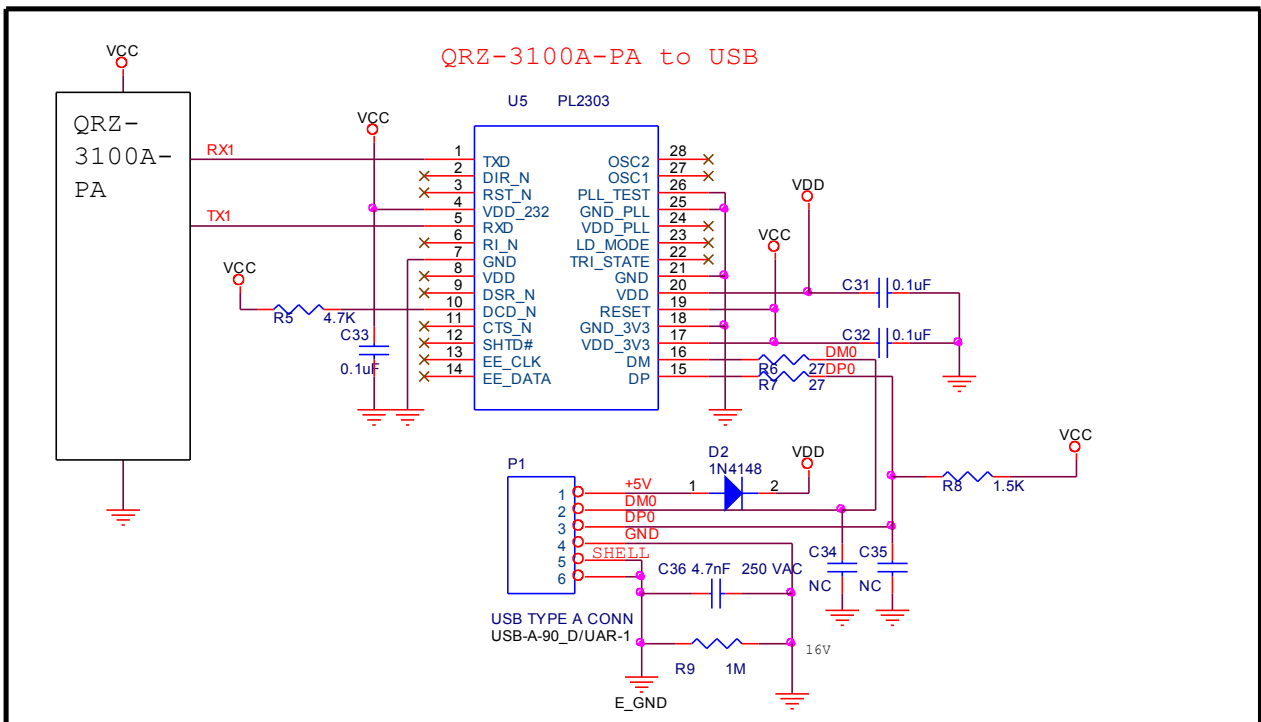 QRZ-3100A-PA to USB
VCC
QRZ-
3100A-
PA
RX1
TX1
VCC
U5 PL2303
1 TXD
2 DIR_N
3 RST_N
4 VDD_232
5 RXD
6 RI_N
7 GND
8 VDD
9 DSR_N
10 DCD_N
11 CTS_N
12 SHTD#
13 EE_CLK
14 EE_DATA
OSC2 28
OSC1 27
PLL_TEST 26
GND_PLL 25
VDD_PLL 24
LD_MODE 23
TRI_STATE 22
GND 21
VDD 20
RESET 19
GND_3V3 18
VDD_3V3 17
DM 16
DP 15
VCC
R5 4.7K
C33
0.1uF
VDD
VCC
C31 0.1uF
C32 0.1uF
DM0
R6 27
DP0
R7 27
VCC
R8 1.5K
P1
1
2
3
4
5
6
+5V
DM0
DP0
GND
SHELL
D2
1N4148
1 2
VDD
C34
NC
C35
NC
C36 4.7nF 250 VAC
USB TYPE A CONN
USB-A-90_D/UAR-1
R9 1M
16V
E_GND